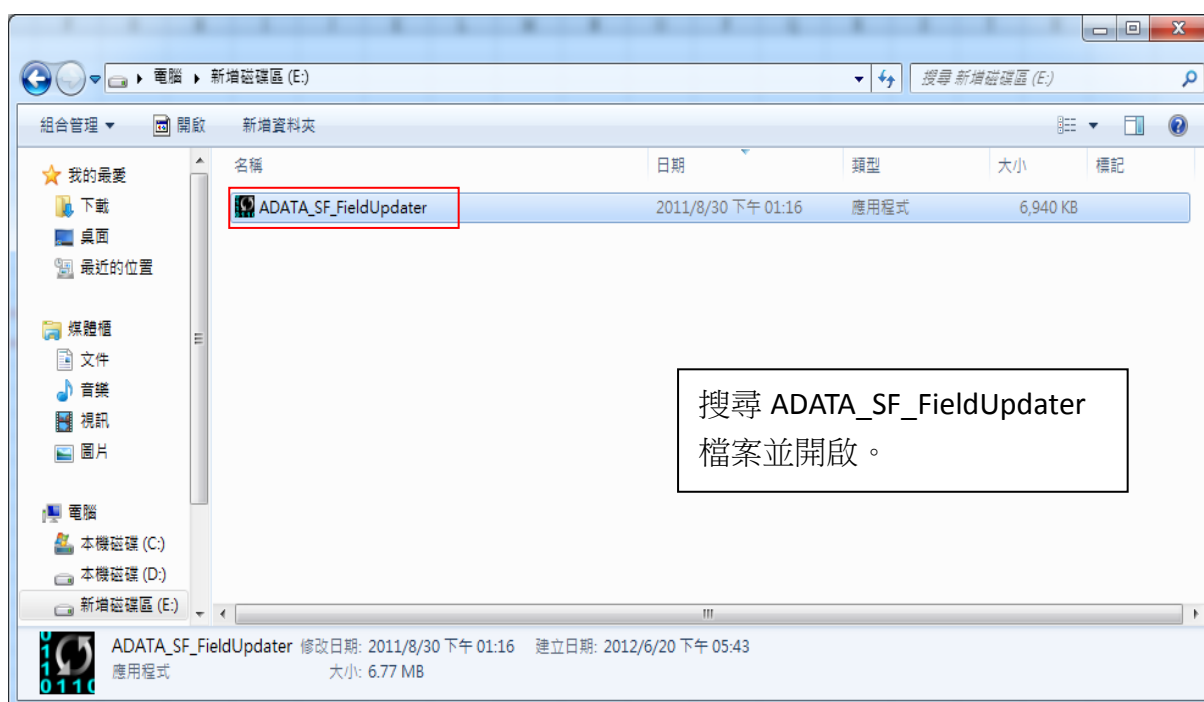 電腦 ▸ 新增磁碟區 (E:)
搜尋 新增磁碟區 (E:)
組合管理 ▼ 開啟 新增資料夾
我的最愛
下載
桌面
最近的位置
媒體櫃
文件
音樂
視訊
圖片
電腦
本機磁碟 (C:)
本機磁碟 (D:)
新增磁碟區 (E:)
名稱 日期 類型 大小 標記
ADATA_SF_FieldUpdater 2011/8/30 下午 01:16 應用程式 6,940 KB
搜尋 ADATA_SF_FieldUpdater
檔案並開啟。
ADATA_SF_FieldUpdater 修改日期: 2011/8/30 下午 01:16 建立日期: 2012/6/20 下午 05:43
應用程式 大小: 6.77 MB